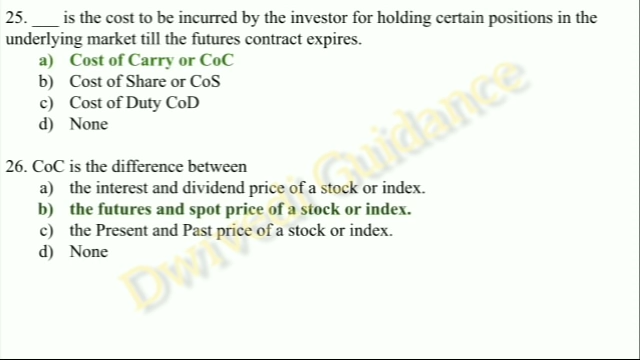 25. ___ is the cost to be incurred by the investor for holding certain positions in the
underlying market till the futures contract expires.
a) Cost of Carry or CoC
b) Cost of Share or CoS
c) Cost of Duty CoD
d) None
26. CoC is the difference between
a) the interest and dividend price of a stock or index.
b) the futures and spot price of a stock or index.
c) the Present and Past price of a stock or index.
d) None
Dwivedi Guidance